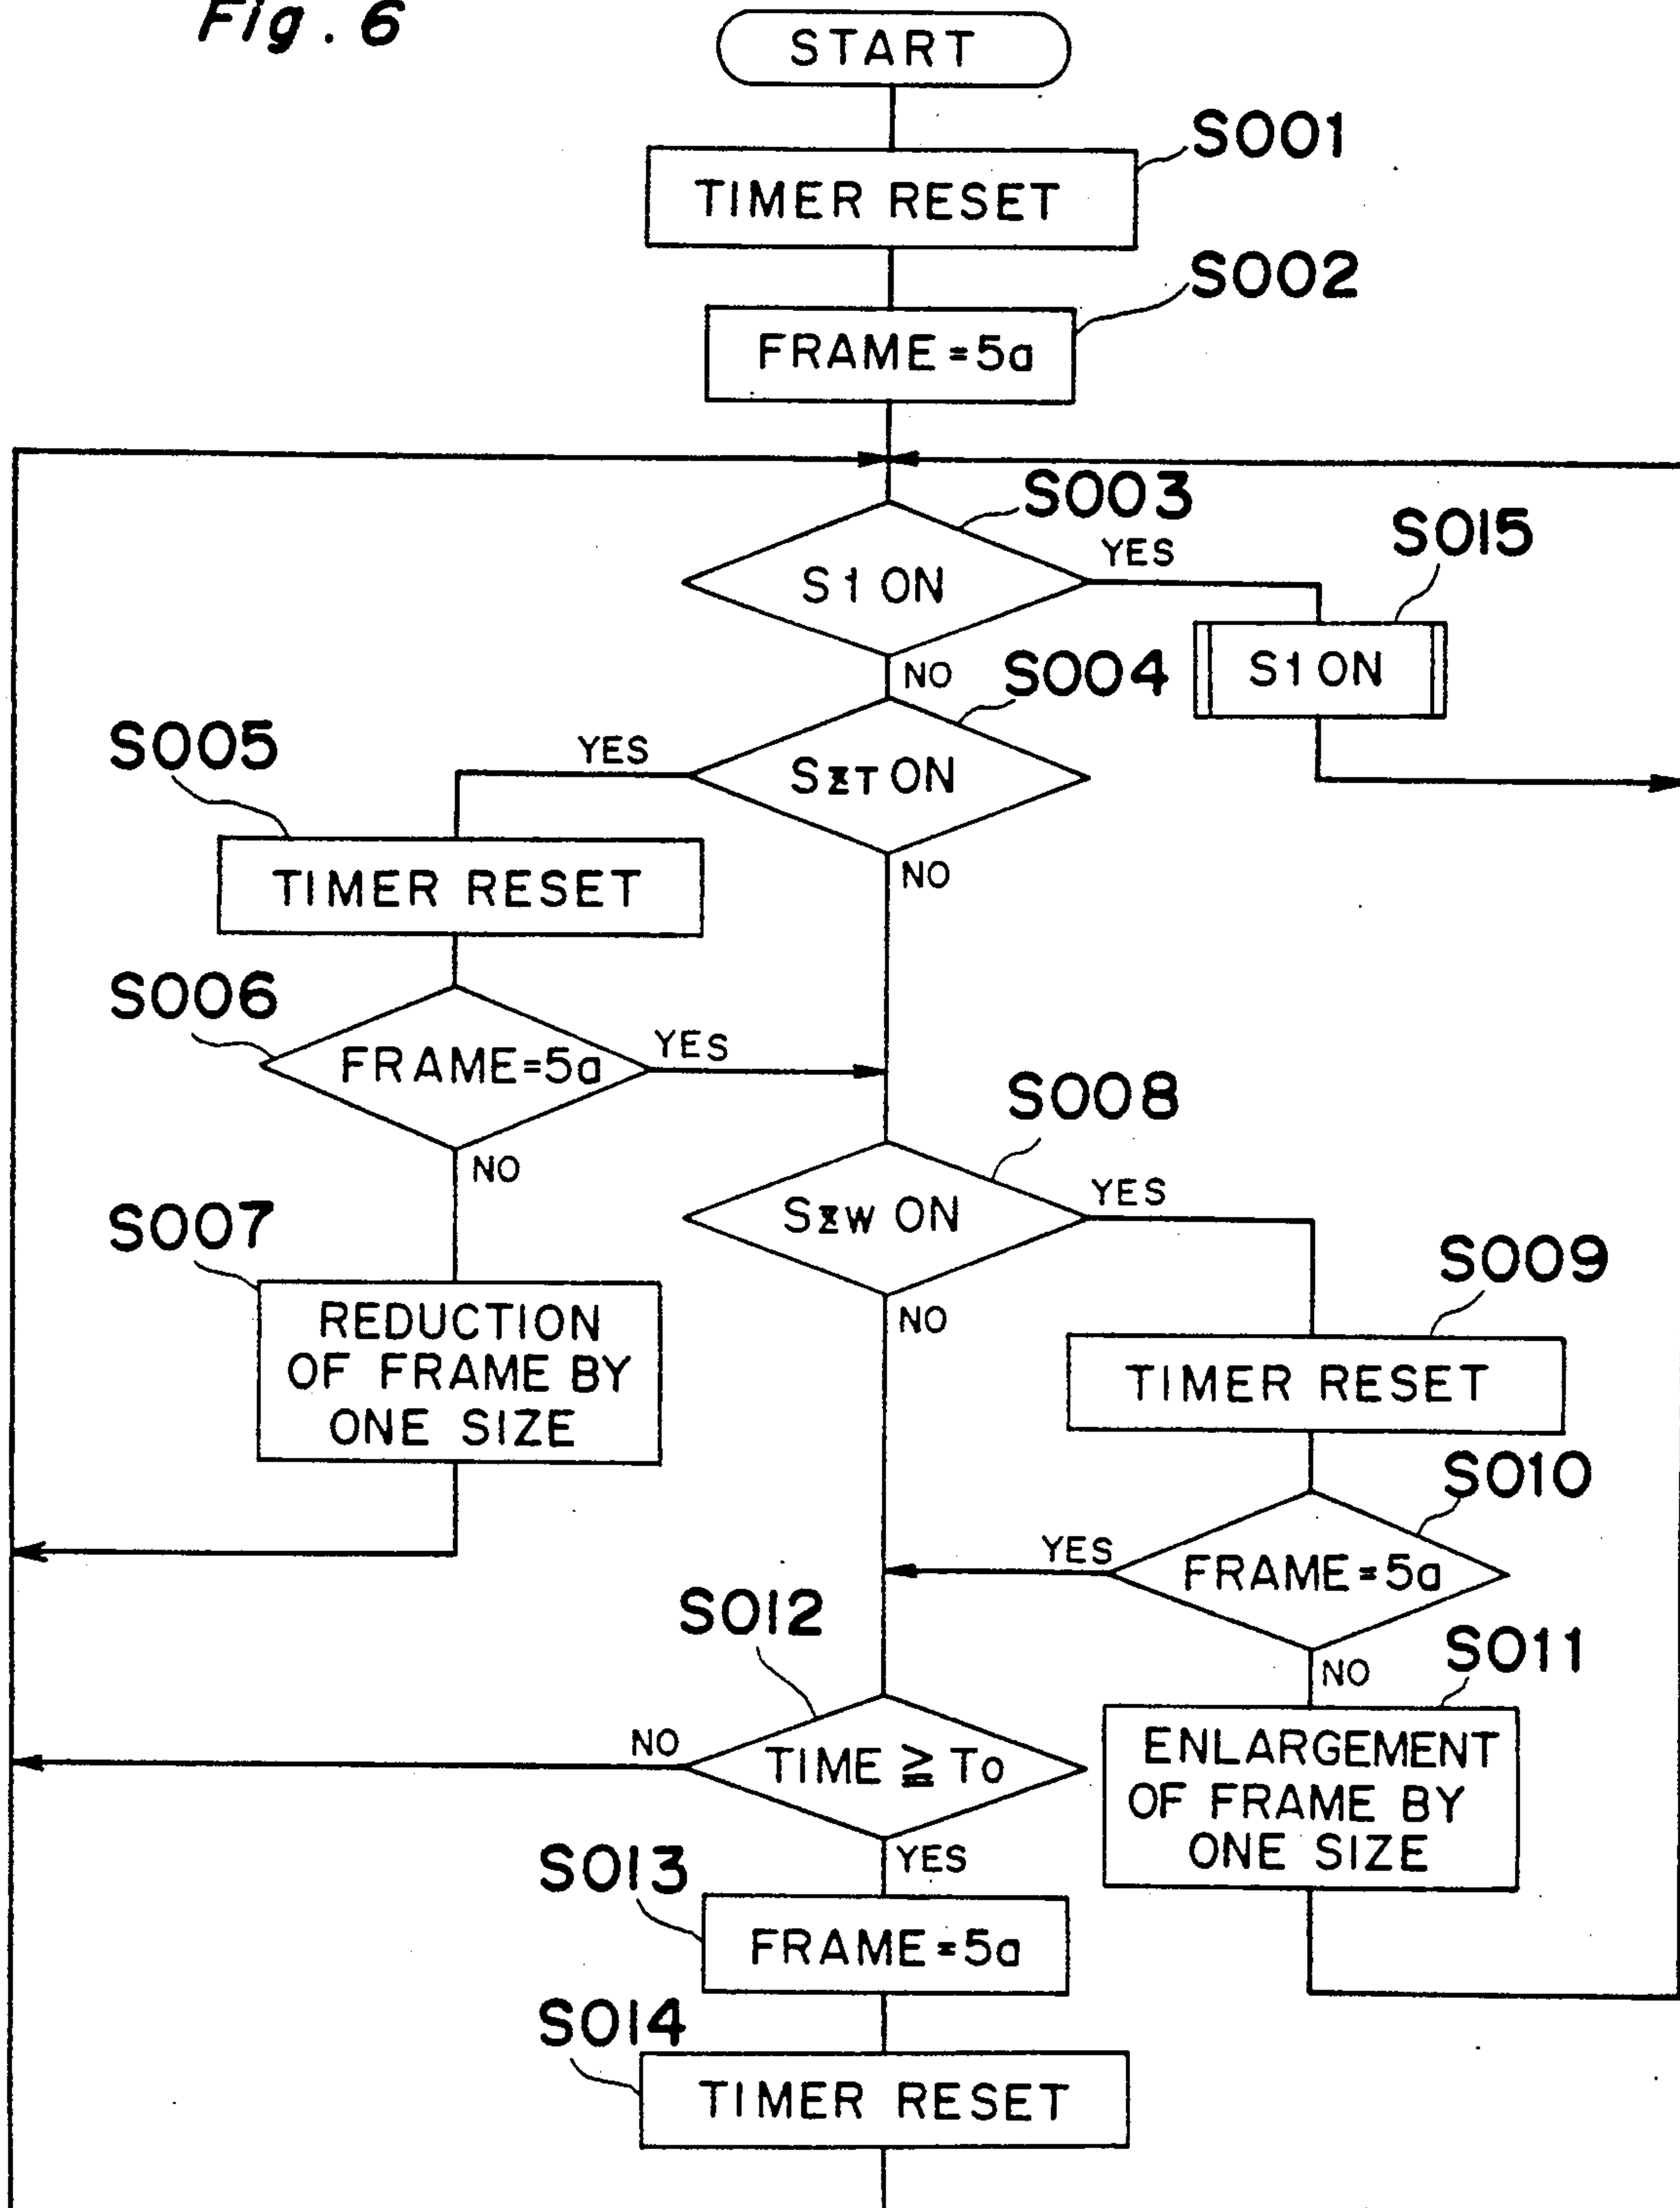 Fig. 6
START
S001
TIMER RESET
S002
FRAME=5a
S003
S1 ON
YES
S015
S1 ON
NO
S004
SZT ON
YES
S005
TIMER RESET
NO
S006
FRAME=5a
YES
NO
S008
SZW ON
YES
S007
REDUCTION
OF FRAME BY
ONE SIZE
NO
S009
TIMER RESET
S010
FRAME=5a
YES
NO
S011
ENLARGEMENT
OF FRAME BY
ONE SIZE
S012
TIME ≧ To
NO
YES
S013
FRAME=5a
S014
TIMER RESET